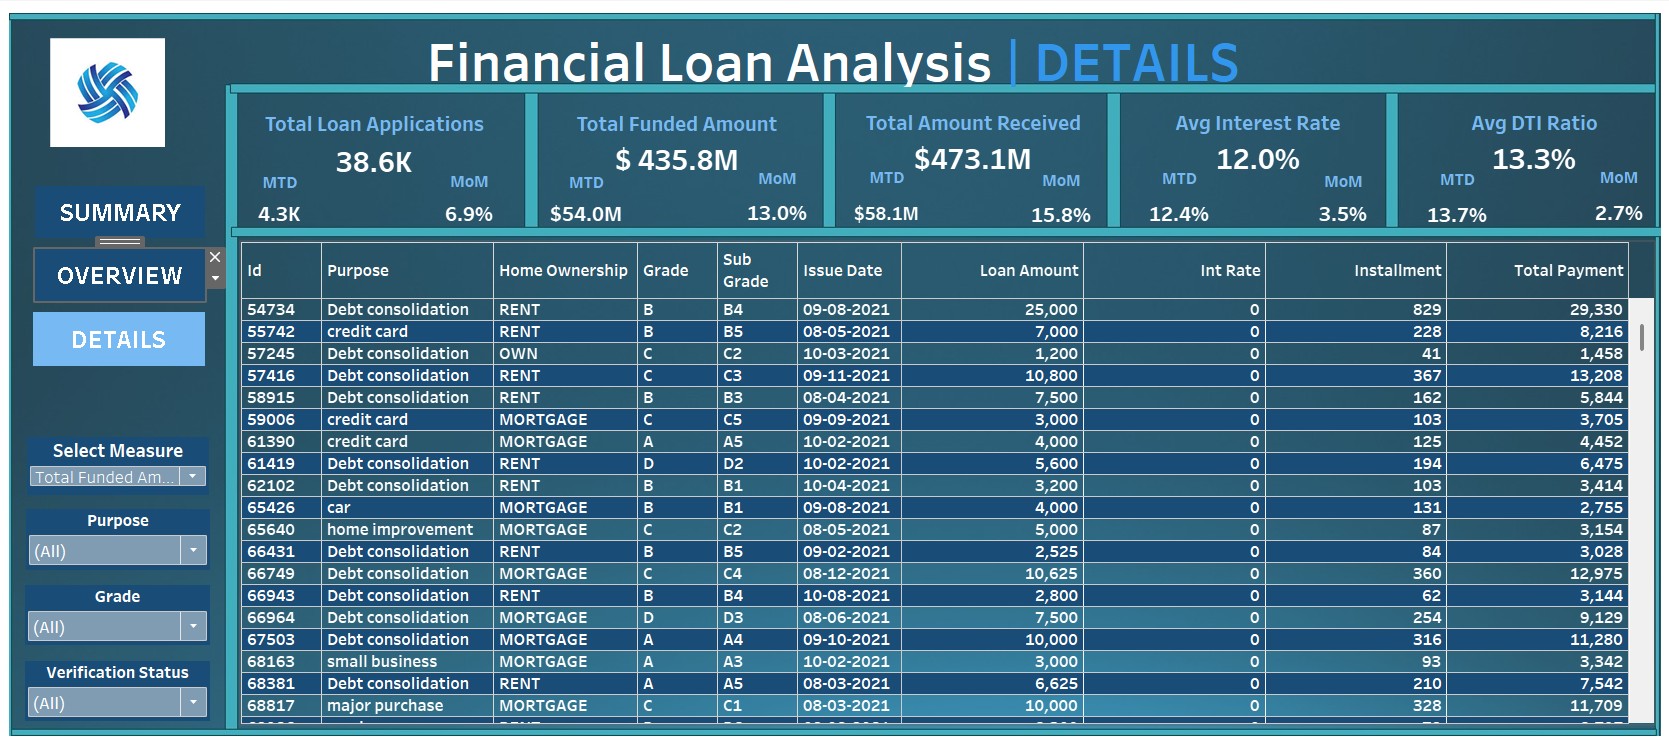 Financial Loan Analysis | DETAILS
Total Loan Applications
38.6K
MTD MoM
4.3K 6.9%
Total Funded Amount
$ 435.8M
MTD MoM
$54.0M 13.0%
Total Amount Received
$473.1M
MTD MoM
$58.1M 15.8%
Avg Interest Rate
12.0%
MTD MoM
12.4% 3.5%
Avg DTI Ratio
13.3%
MTD MoM
13.7% 2.7%
SUMMARY
OVERVIEW
DETAILS
Select Measure
Total Funded Am...
Purpose
(All)
Grade
(All)
Verification Status
(All)
Id Purpose Home Ownership Grade Sub Grade Issue Date Loan Amount Int Rate Installment Total Payment
54734 Debt consolidation RENT B B4 09-08-2021 25,000 0 829 29,330
55742 credit card RENT B B5 08-05-2021 7,000 0 228 8,216
57245 Debt consolidation OWN C C2 10-03-2021 1,200 0 41 1,458
57416 Debt consolidation RENT C C3 09-11-2021 10,800 0 367 13,208
58915 Debt consolidation RENT B B3 08-04-2021 7,500 0 162 5,844
59006 credit card MORTGAGE C C5 09-09-2021 3,000 0 103 3,705
61390 credit card MORTGAGE A A5 10-02-2021 4,000 0 125 4,452
61419 Debt consolidation RENT D D2 10-02-2021 5,600 0 194 6,475
62102 Debt consolidation RENT B B1 10-04-2021 3,200 0 103 3,414
65426 car MORTGAGE B B1 09-08-2021 4,000 0 131 2,755
65640 home improvement MORTGAGE C C2 08-05-2021 5,000 0 87 3,154
66431 Debt consolidation RENT B B5 09-02-2021 2,525 0 84 3,028
66749 Debt consolidation MORTGAGE C C4 08-12-2021 10,625 0 360 12,975
66943 Debt consolidation RENT B B4 10-08-2021 2,800 0 62 3,144
66964 Debt consolidation MORTGAGE D D3 08-06-2021 7,500 0 254 9,129
67503 Debt consolidation MORTGAGE A A4 09-10-2021 10,000 0 316 11,280
68163 small business MORTGAGE A A3 10-02-2021 3,000 0 93 3,342
68381 Debt consolidation RENT A A5 08-03-2021 6,625 0 210 7,542
68817 major purchase MORTGAGE C C1 08-03-2021 10,000 0 328 11,709